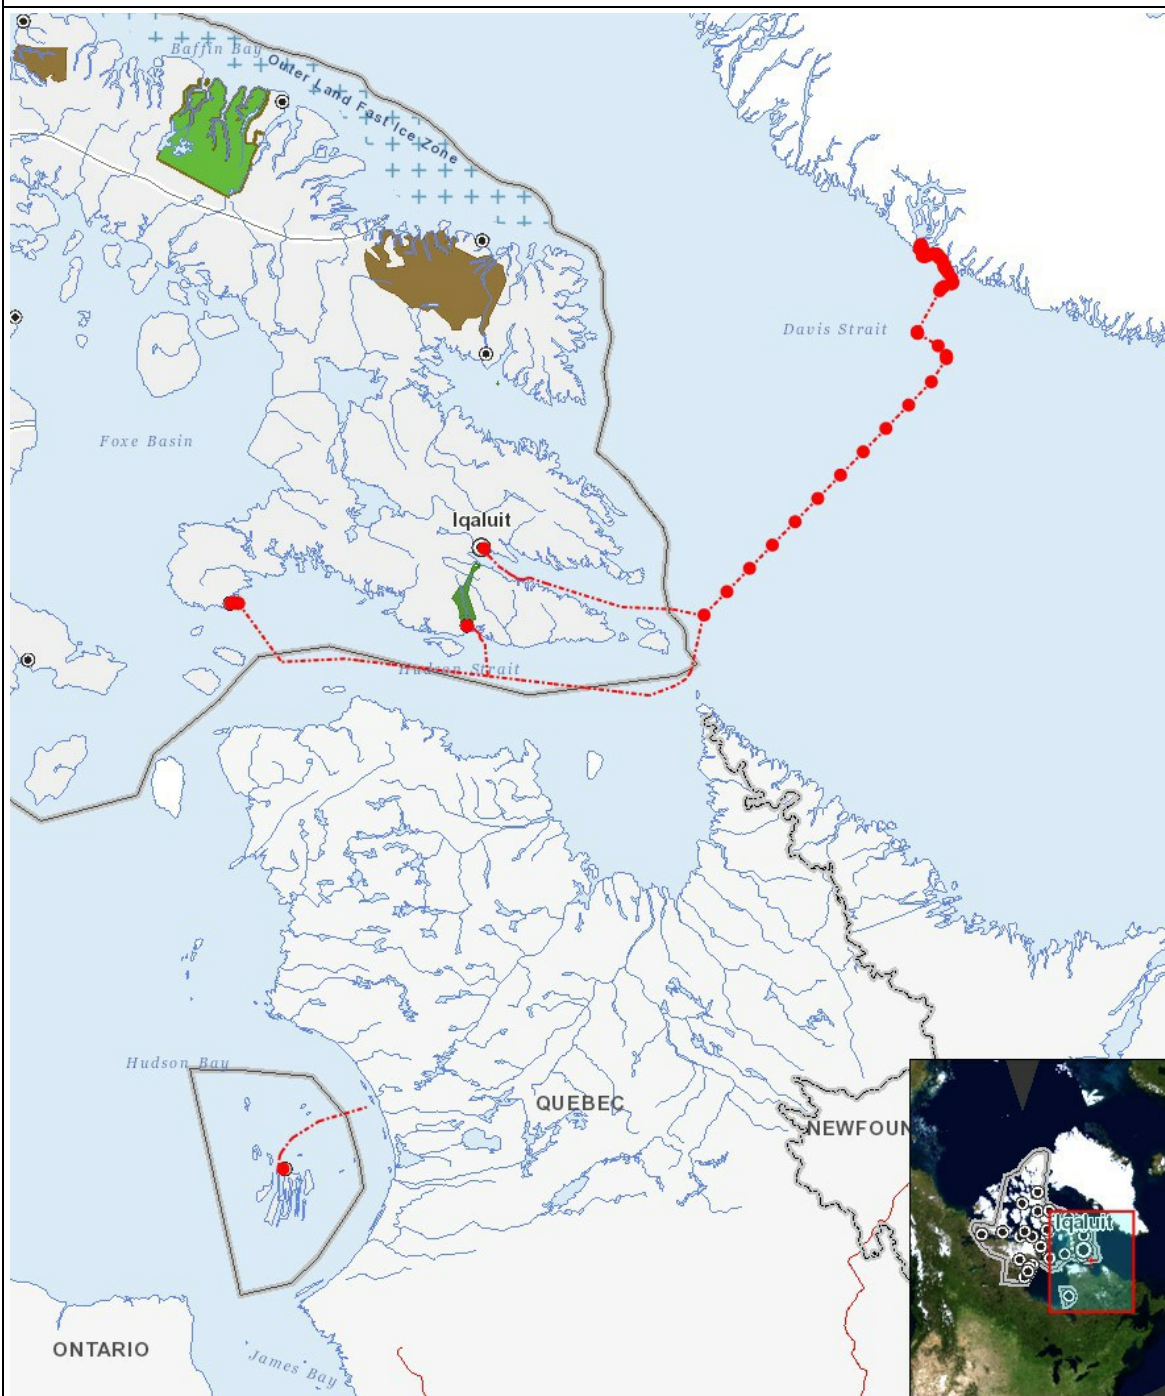 Baffin Bay
Outer Land Fast Ice Zone
Davis Strait
Foxe Basin
Iqaluit
Hudson Strait
Hudson Bay
QUEBEC
NEWFOUN
Iqaluit
ONTARIO
James Bay